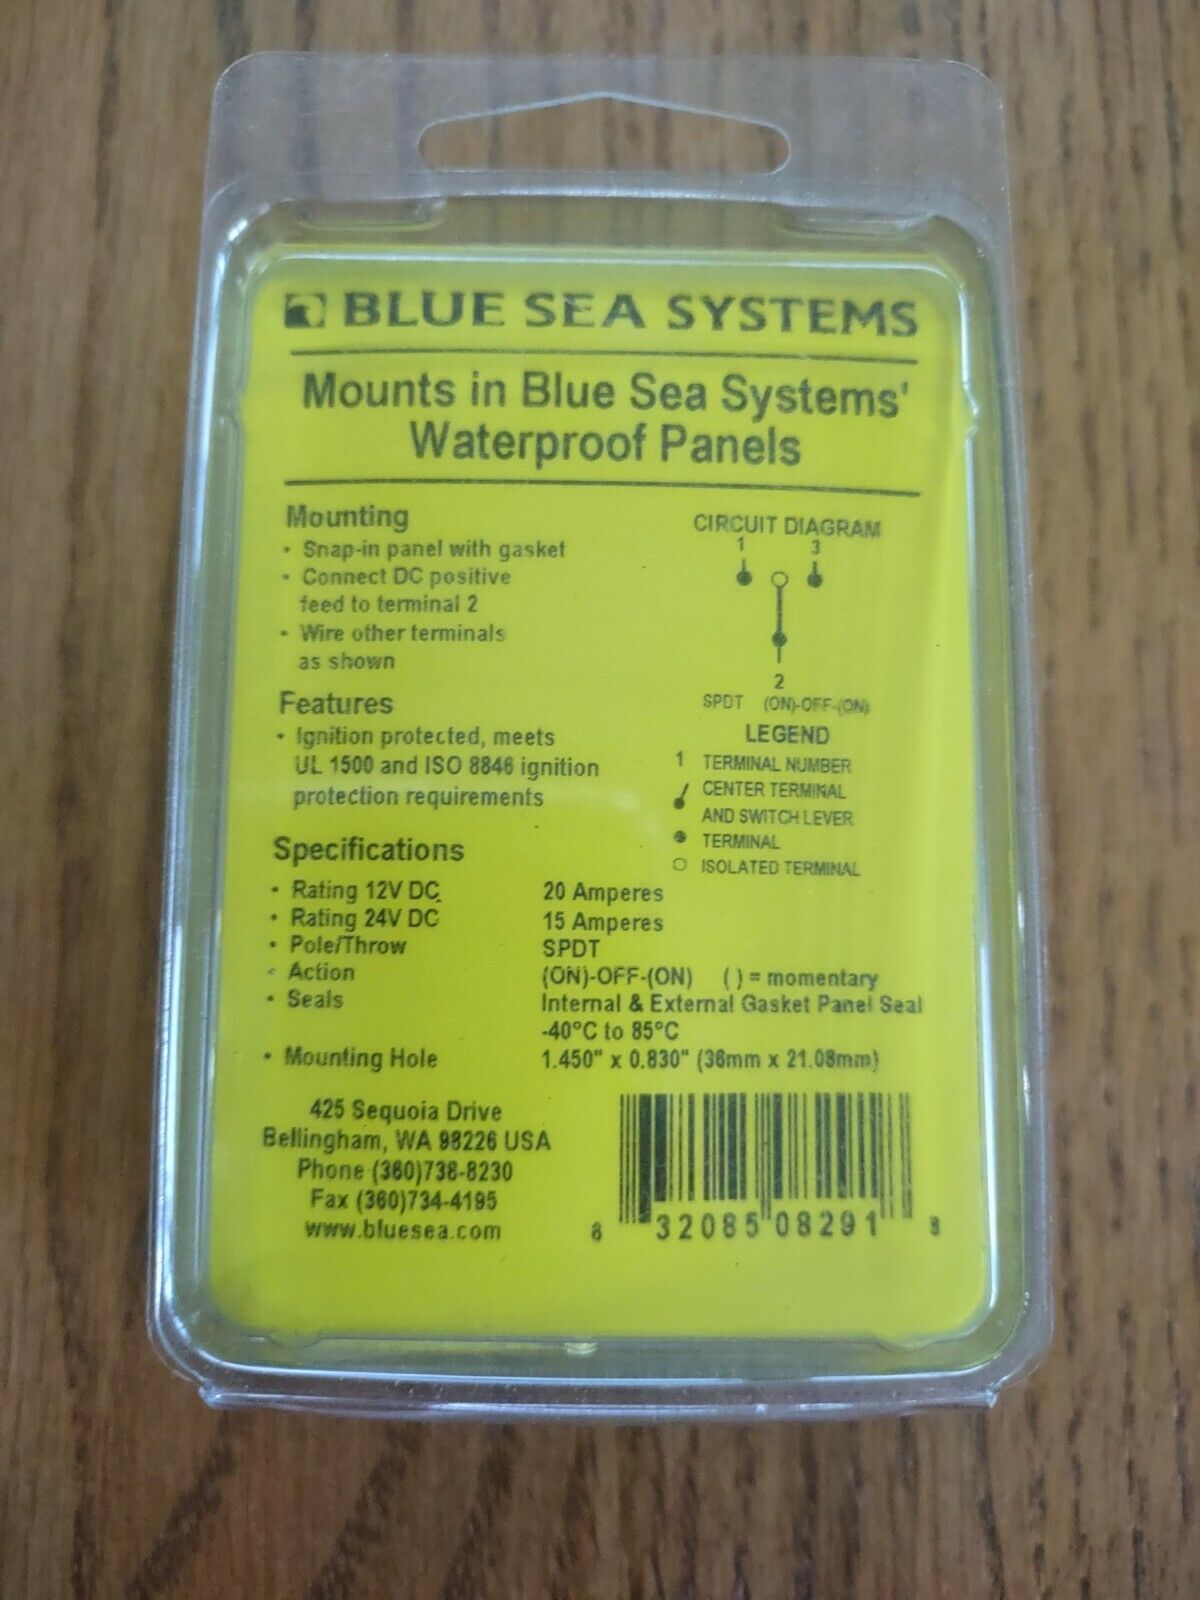 BLUE SEA SYSTEMS
Mounts in Blue Sea Systems'
Waterproof Panels
Mounting
• Snap-in panel with gasket
• Connect DC positive
feed to terminal 2
• Wire other terminals
as shown
CIRCUIT DIAGRAM
1 3
2
SPDT (ON)-OFF-(ON)
LEGEND
1 TERMINAL NUMBER
CENTER TERMINAL
AND SWITCH LEVER
TERMINAL
ISOLATED TERMINAL
Features
• Ignition protected, meets
UL 1500 and ISO 8846 ignition
protection requirements
Specifications
• Rating 12V DC 20 Amperes
• Rating 24V DC 15 Amperes
• Pole/Throw SPDT
• Action (ON)-OFF-(ON) ( ) = momentary
• Seals Internal & External Gasket Panel Seal
-40°C to 85°C
• Mounting Hole 1.450" x 0.830" (36mm x 21.08mm)
425 Sequoia Drive
Bellingham, WA 98226 USA
Phone (360)738-8230
Fax (360)734-4195
www.bluesea.com
8 32085 08291 8